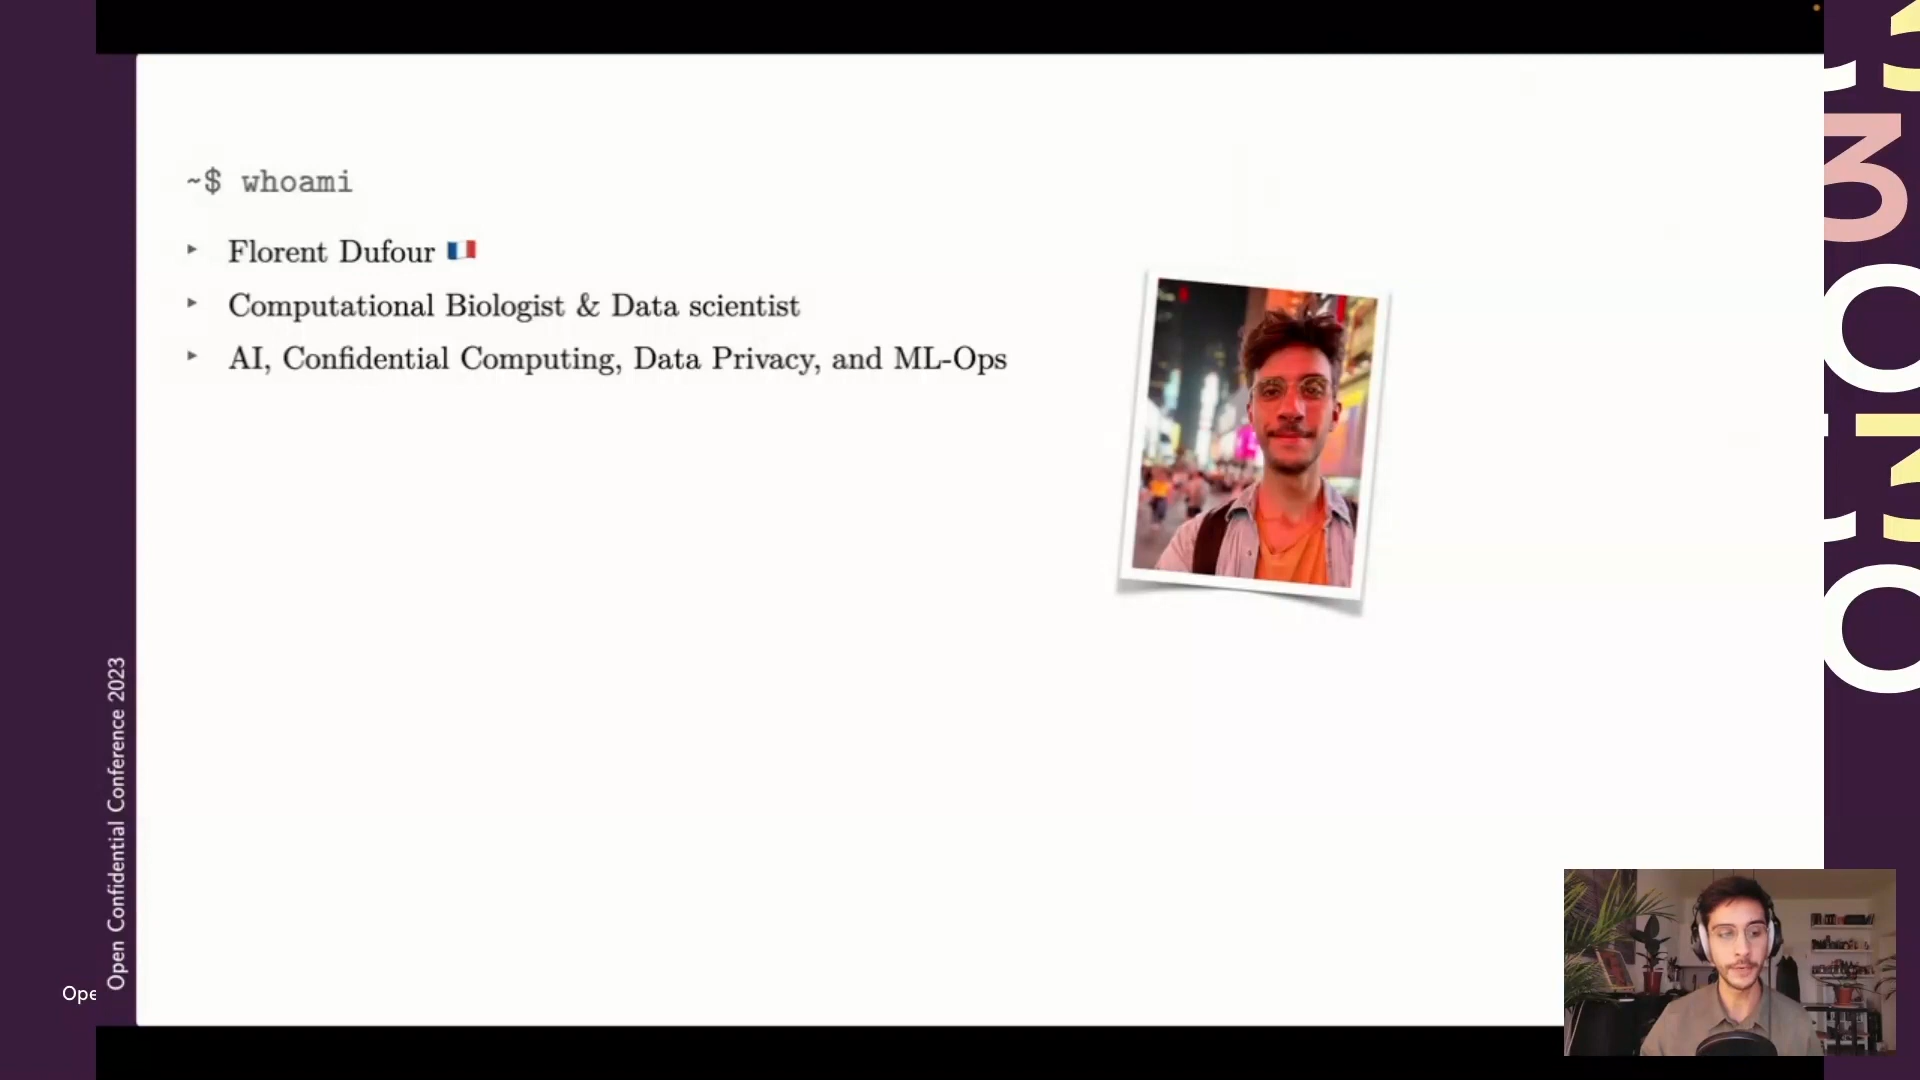 ~$ whoami
Florent Dufour 🇫🇷
Computational Biologist & Data scientist
AI, Confidential Computing, Data Privacy, and ML-Ops
Open Confidential Conference 2023
Ope